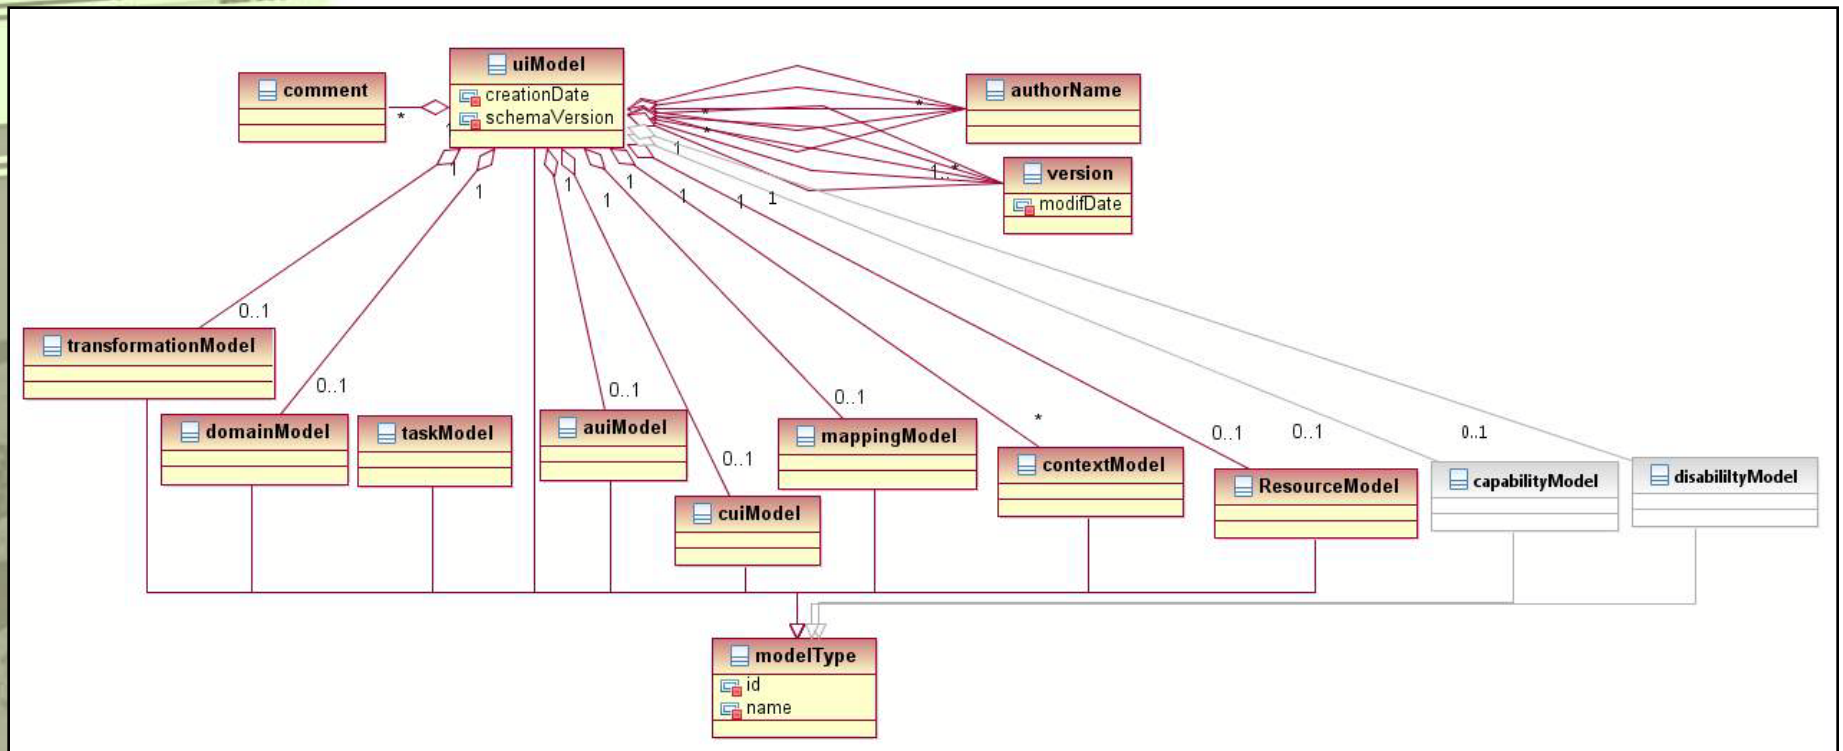 uiModel
creationDate
schemaVersion
comment
*
1
authorName
*
*
*
version
modifDate
1..*
1
1
1
1
1
1
1
1
1
1
0..1
transformationModel
0..1
domainModel
taskModel
0..1
auiModel
0..1
cuiModel
0..1
mappingModel
*
contextModel
0..1
ResourceModel
0..1
capabilityModel
0..1
disabililtyModel
modelType
id
name